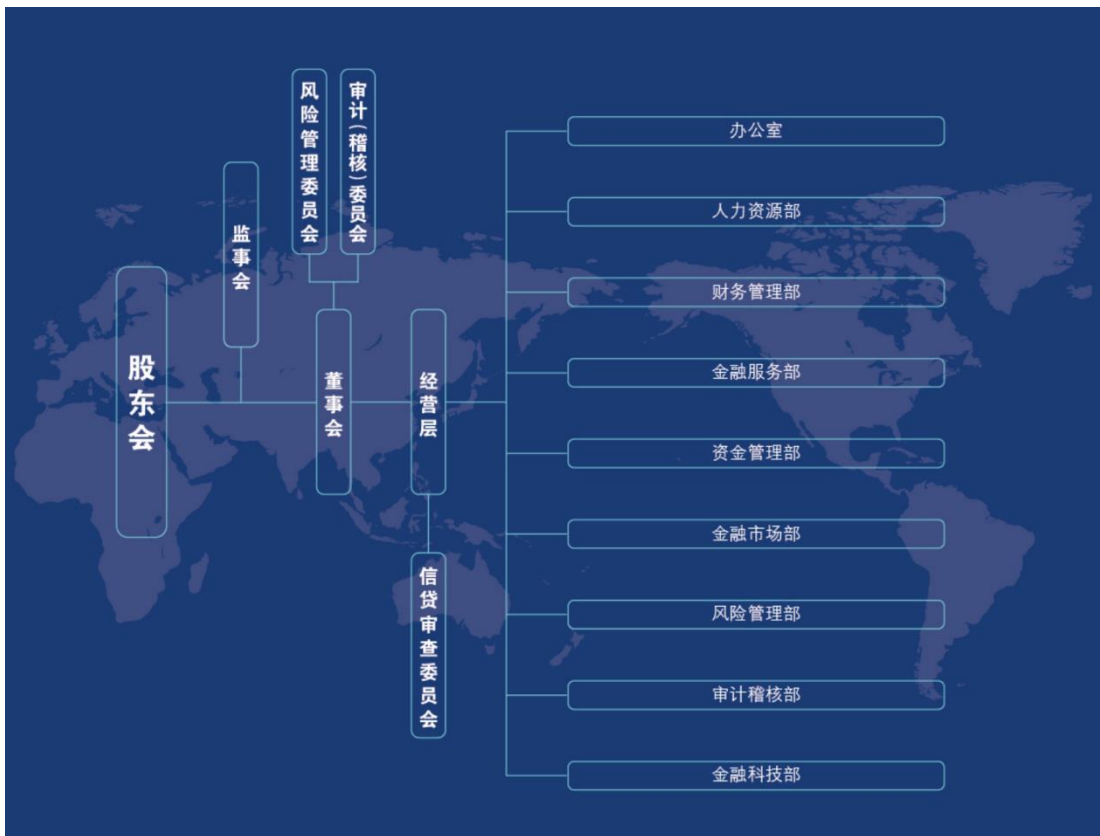 股东会
监事会
风险管理委员会
审计(稽核)委员会
董事会
经营层
信贷审查委员会
办公室
人力资源部
财务管理部
金融服务部
资金管理部
金融市场部
风险管理部
审计稽核部
金融科技部